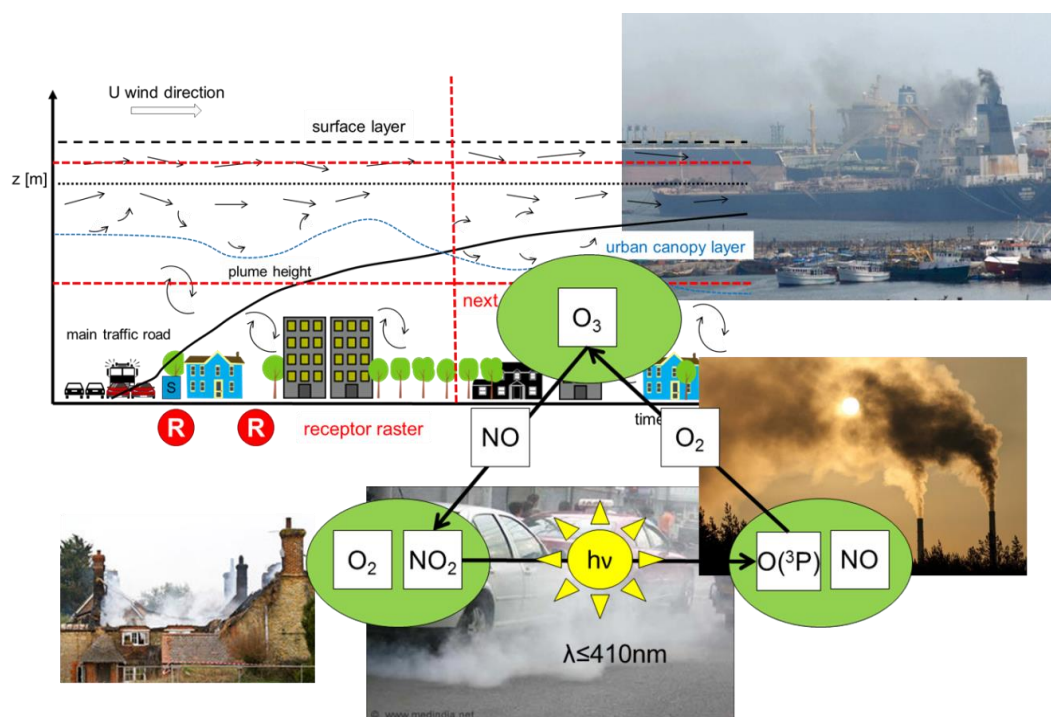 U wind direction
surface layer
z [m]
urban canopy layer
plume height
next
O₃
main traffic road
S
time
R
R
receptor raster
NO
O₂
O₂
NO₂
hν
O(³P)
NO
λ≤410nm
© www.medindia.net